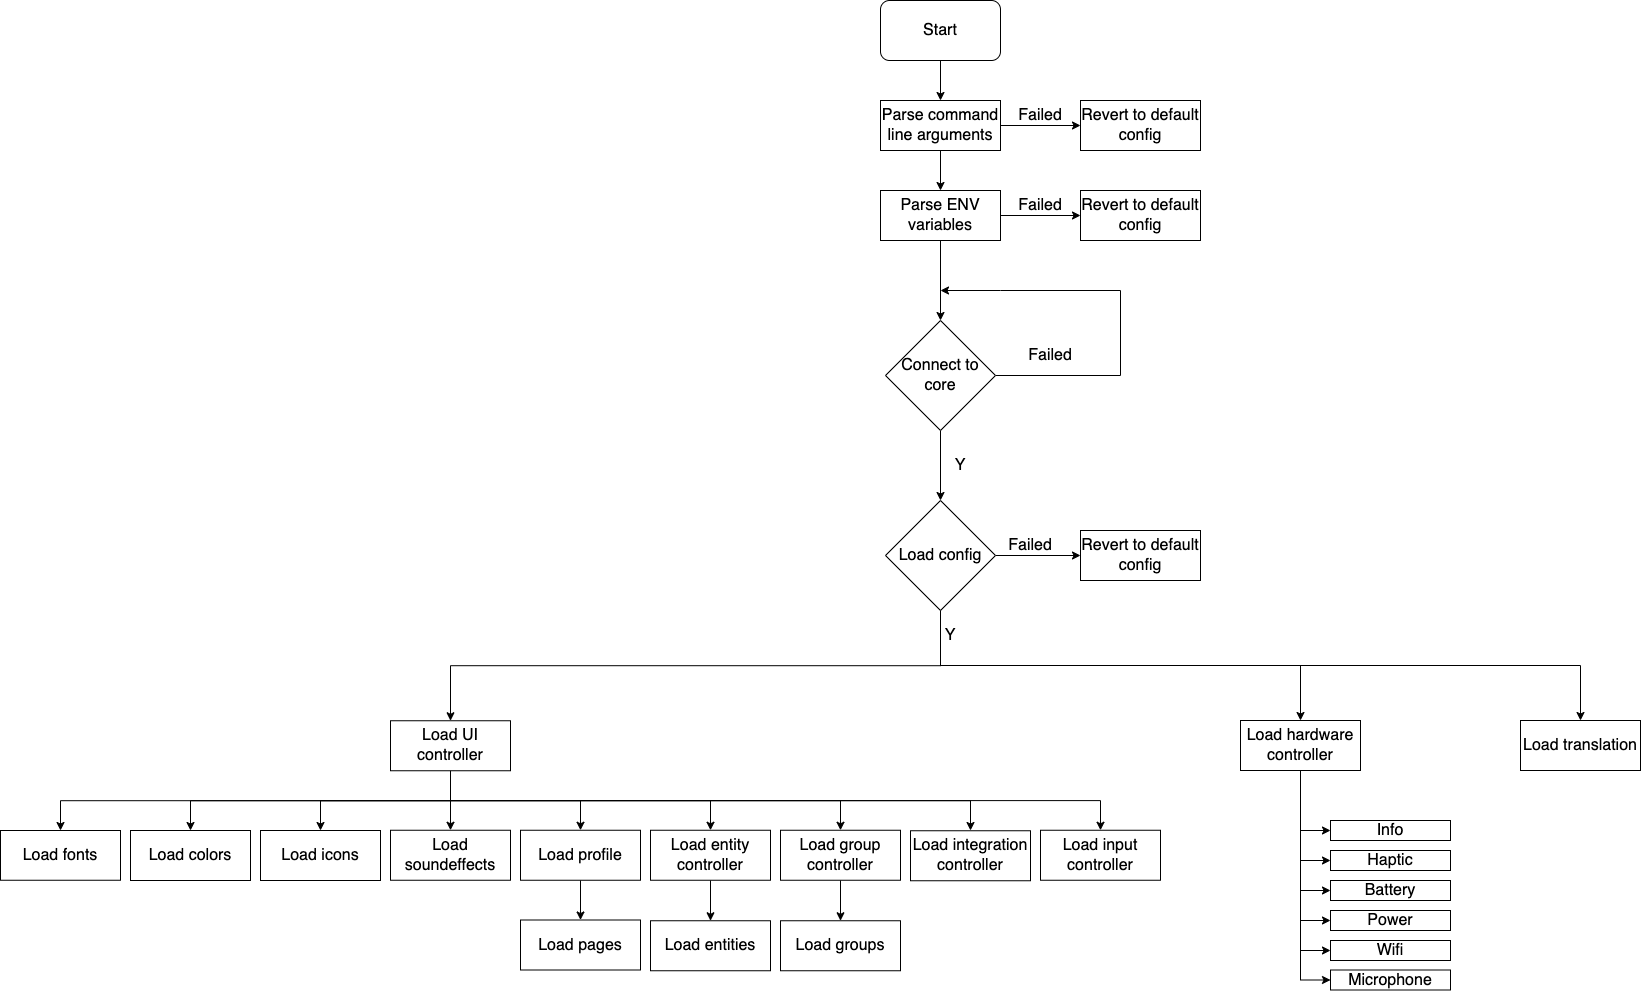 Start
Parse command
line arguments
Failed
Revert to default
config
Parse ENV
variables
Failed
Revert to default
config
Connect to
core
Failed
Y
Load config
Failed
Revert to default
config
Y
Load UI
controller
Load hardware
controller
Load translation
Load fonts
Load colors
Load icons
Load
soundeffects
Load profile
Load entity
controller
Load group
controller
Load integration
controller
Load input
controller
Load pages
Load entities
Load groups
Info
Haptic
Battery
Power
Wifi
Microphone